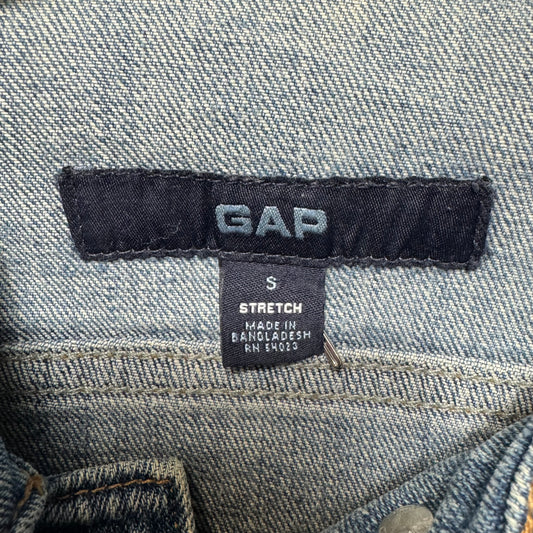 GAP
S
STRETCH
MADE IN
BANGLADESH
RN 54023